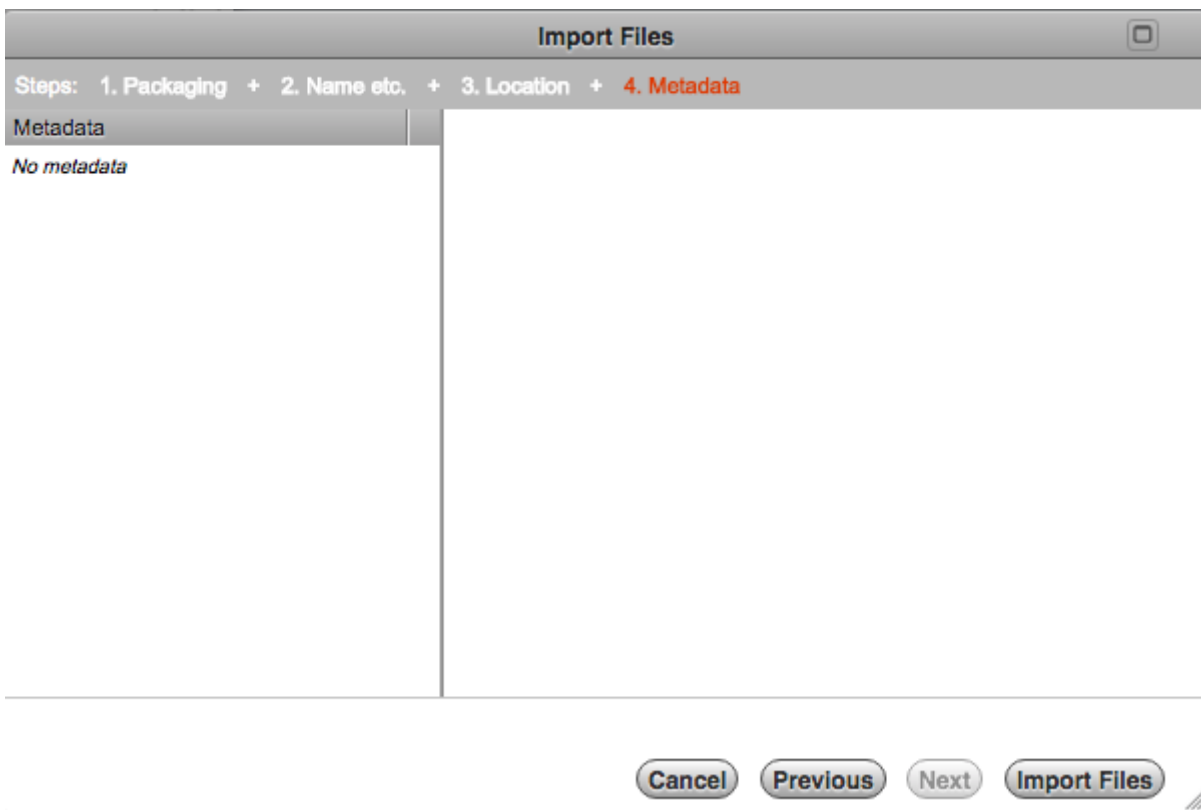 Import Files
Steps: 1. Packaging + 2. Name etc. + 3. Location + 4. Metadata
Metadata
No metadata
Cancel Previous Next Import Files